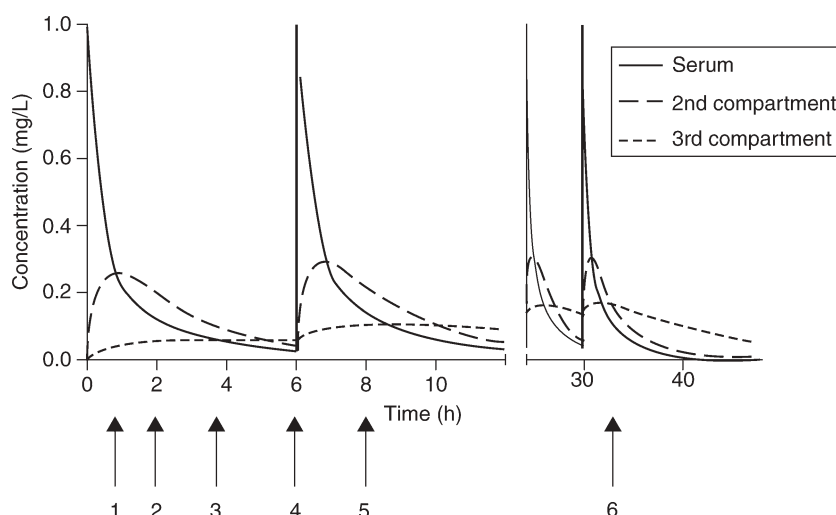 1.0
0.8
0.6
0.4
0.2
0.0
Concentration (mg/L)
Serum
2nd compartment
3rd compartment
0 2 4 6 8 10 30 40
Time (h)
1 2 3 4 5 6